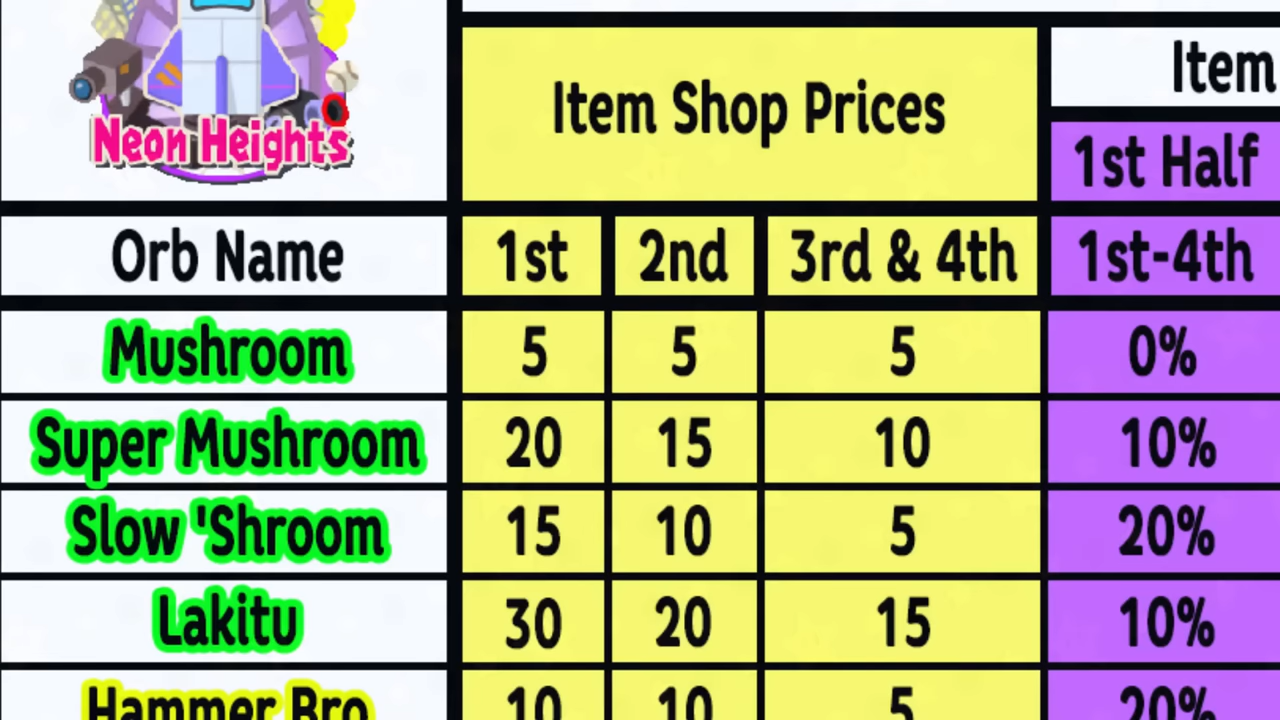 Neon Heights
Item Shop Prices
Item
1st Half
Orb Name 1st 2nd 3rd & 4th 1st-4th
Mushroom 5 5 5 0%
Super Mushroom 20 15 10 10%
Slow 'Shroom 15 10 5 20%
Lakitu 30 20 15 10%
Hammer Bro 10 10 5 20%